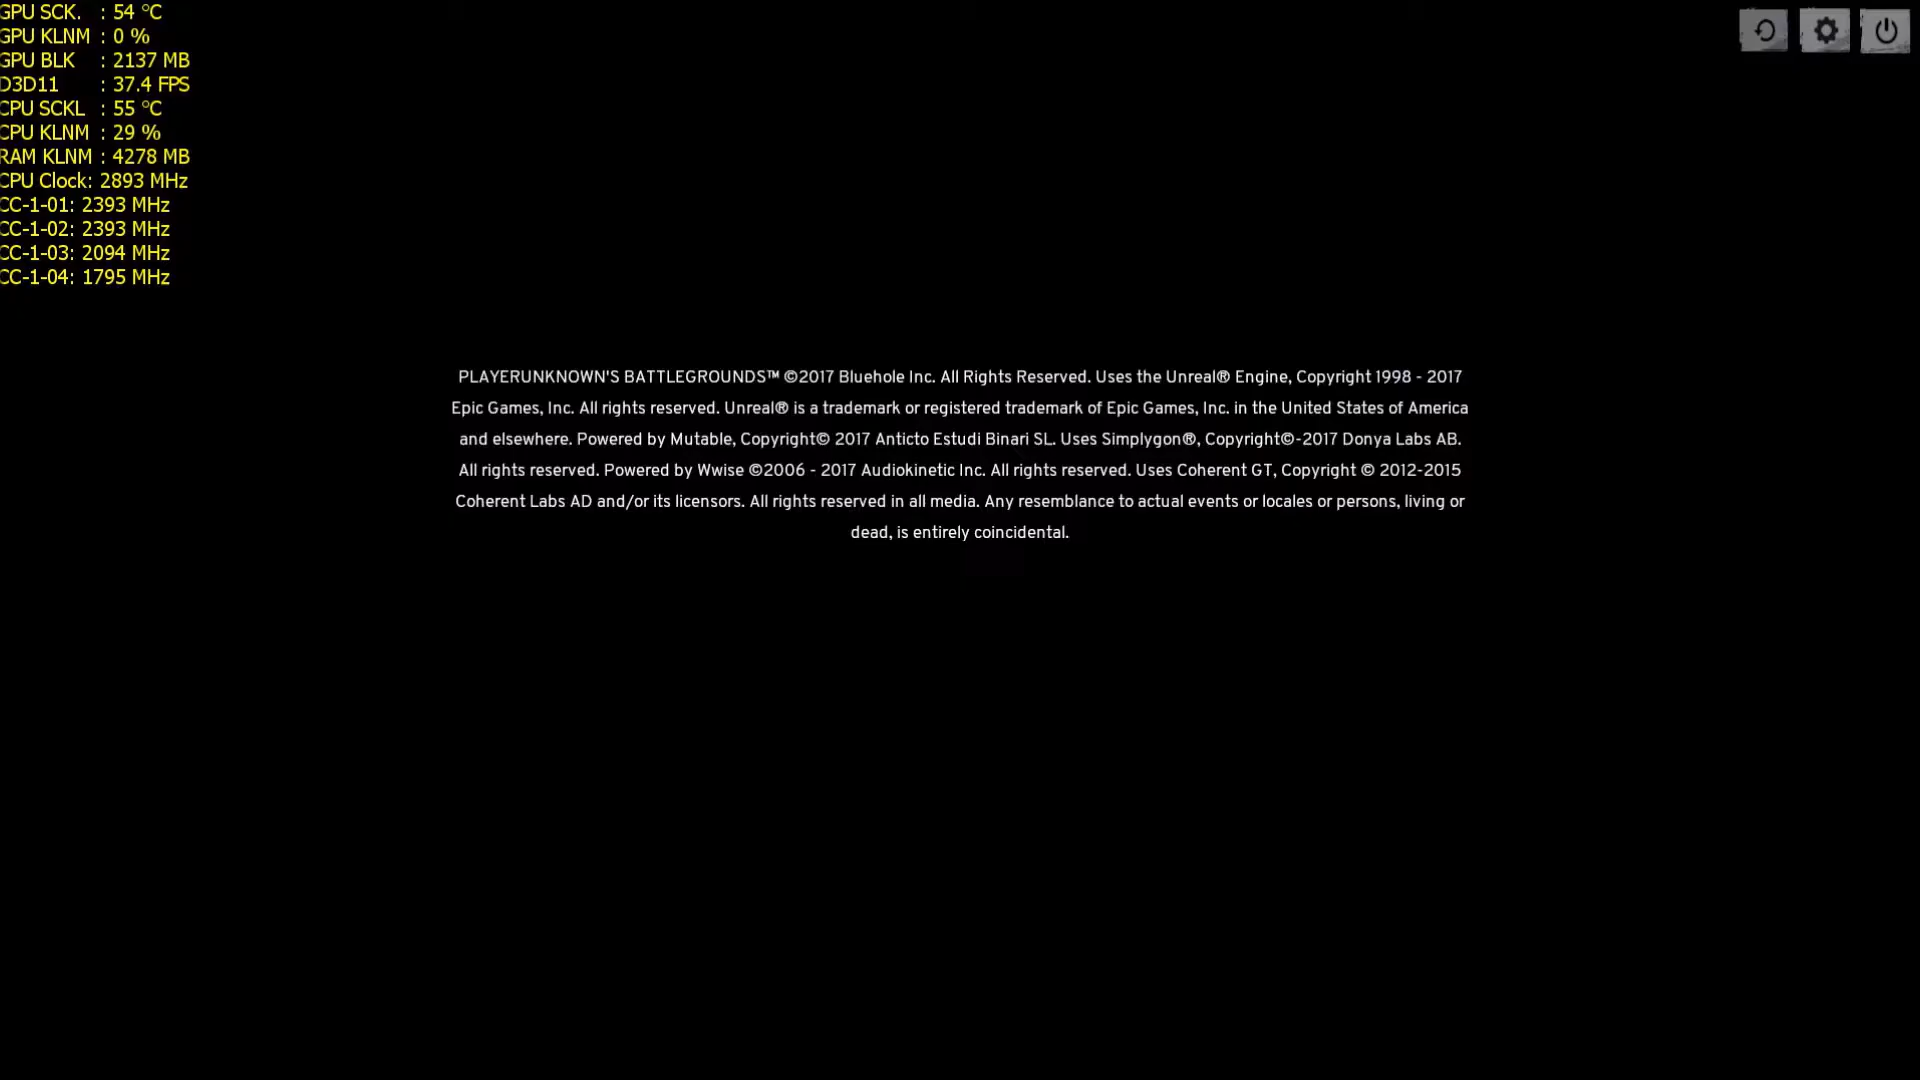 GPU SCK. : 54 °C
GPU KLNM : 0 %
GPU BLK : 2137 MB
D3D11 : 37.4 FPS
CPU SCKL : 55 °C
CPU KLNM : 29 %
RAM KLNM : 4278 MB
CPU Clock: 2893 MHz
CC-1-01: 2393 MHz
CC-1-02: 2393 MHz
CC-1-03: 2094 MHz
CC-1-04: 1795 MHz
PLAYERUNKNOWN'S BATTLEGROUNDS™ ©2017 Bluehole Inc. All Rights Reserved. Uses the Unreal® Engine, Copyright 1998 - 2017
Epic Games, Inc. All rights reserved. Unreal® is a trademark or registered trademark of Epic Games, Inc. in the United States of America
and elsewhere. Powered by Mutable, Copyright© 2017 Anticto Estudi Binari SL. Uses Simplygon®, Copyright©-2017 Donya Labs AB.
All rights reserved. Powered by Wwise ©2006 - 2017 Audiokinetic Inc. All rights reserved. Uses Coherent GT, Copyright © 2012-2015
Coherent Labs AD and/or its licensors. All rights reserved in all media. Any resemblance to actual events or locales or persons, living or
dead, is entirely coincidental.